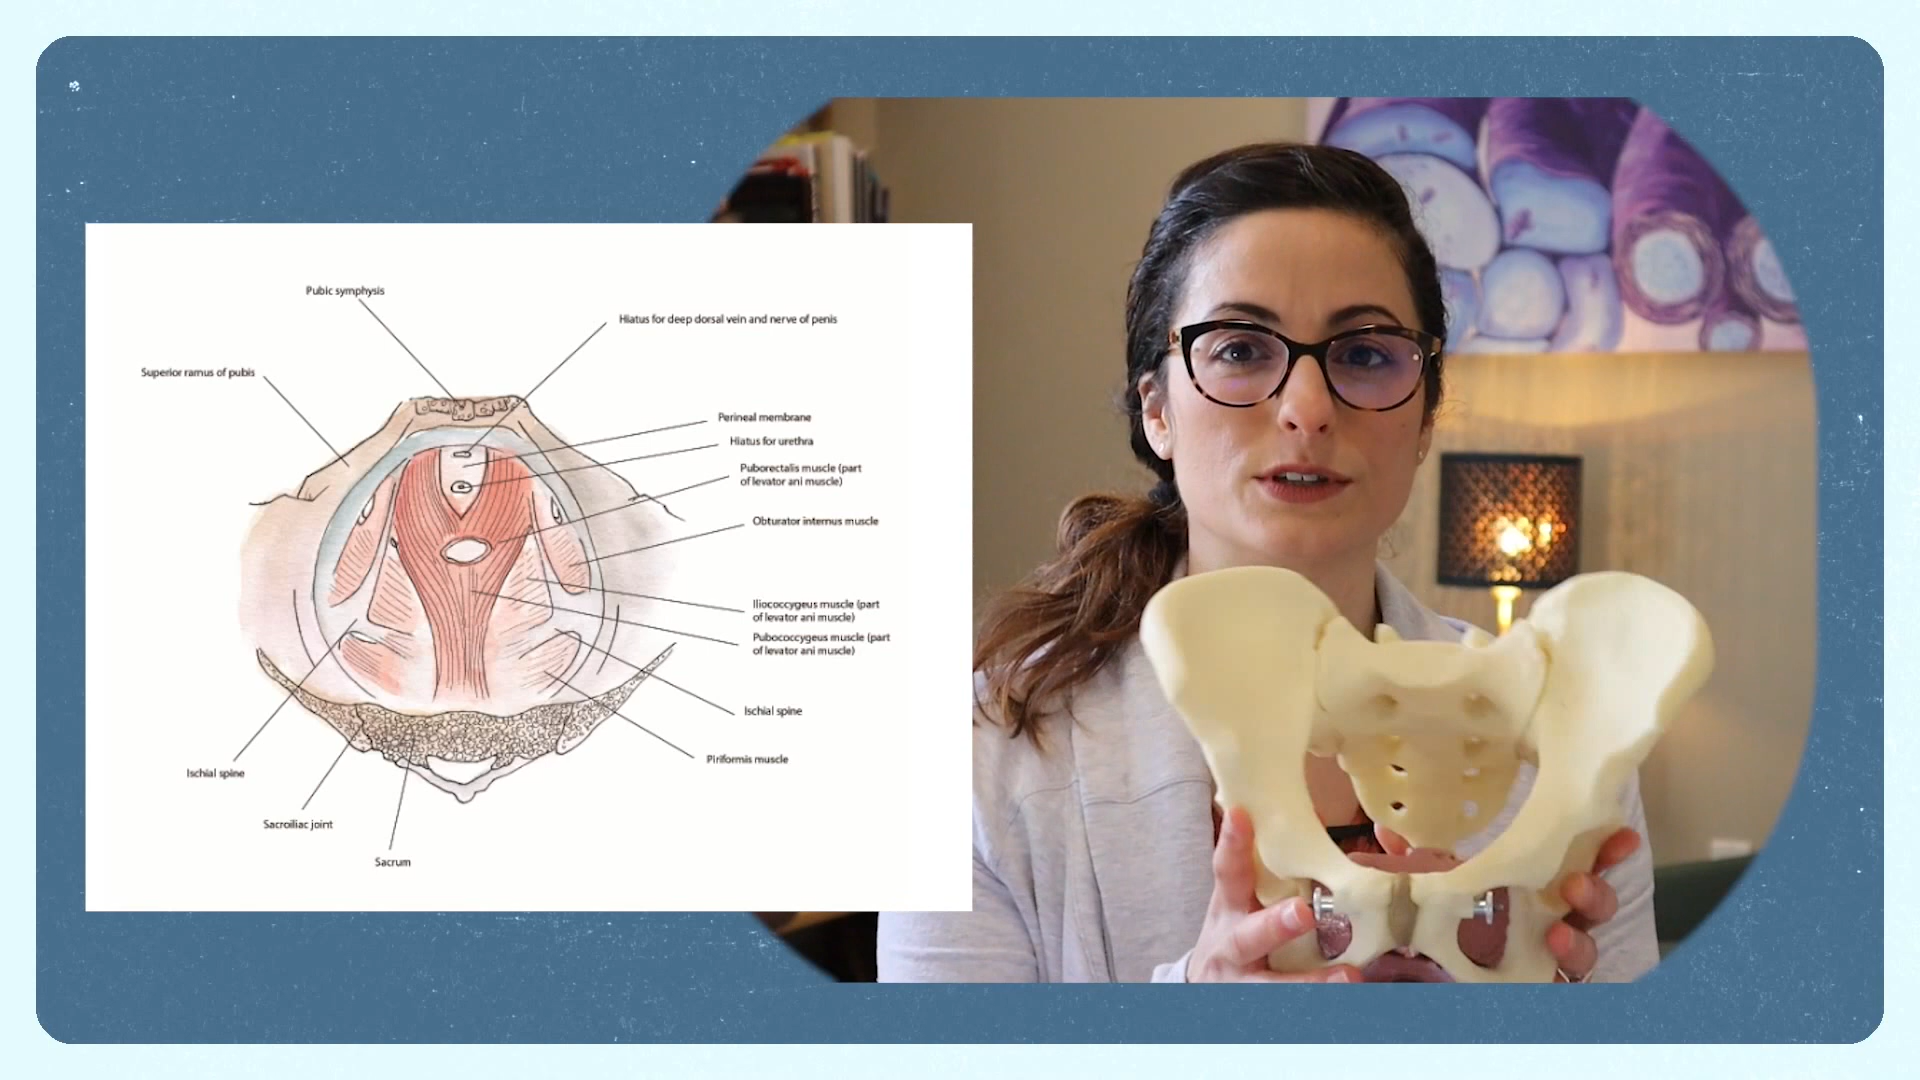 Pubic symphysis
Hiatus for deep dorsal vein and nerve of penis
Superior ramus of pubis
Perineal membrane
Hiatus for urethra
Puborectalis muscle (part
of levator ani muscle)
Obturator internus muscle
Iliococcygeus muscle (part
of levator ani muscle)
Pubococcygeus muscle (part
of levator ani muscle)
Ischial spine
Piriformis muscle
Ischial spine
Sacroiliac joint
Sacrum